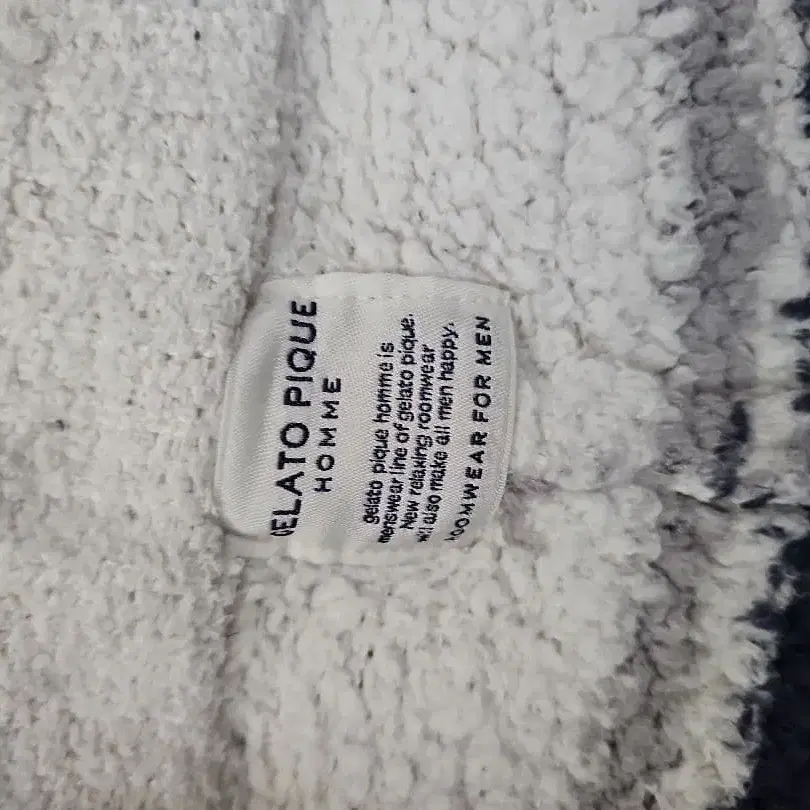 GELATO PIQUE
HOMME
gelato pique homme is
menswear line of gelato pique.
New relaxing roomwear
will also make all men happy.
ROOMWEAR FOR MEN